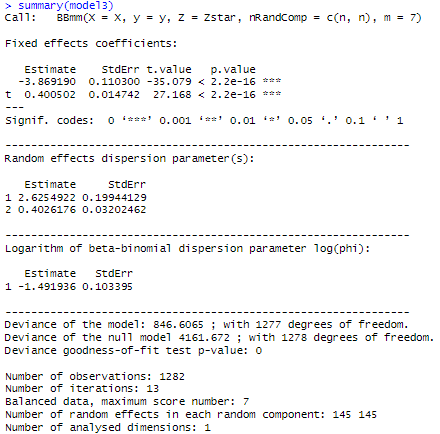 > summary(model3)
Call:   BBmm(X = X, y = y, Z = Zstar, nRandComp = c(n, n), m = 7)
Fixed effects coefficients:
   Estimate    StdErr t.value   p.value
  -3.869190  0.110300 -35.079 < 2.2e-16 ***
t  0.400502  0.014742  27.168 < 2.2e-16 ***
---
Signif. codes:  0 ‘***’ 0.001 ‘**’ 0.01 ‘*’ 0.05 ‘.’ 0.1 ‘ ’ 1
---------------------------------------------------------------
Random effects dispersion parameter(s):
   Estimate     StdErr
1 2.6254922 0.19944129
2 0.4026176 0.03202462
---------------------------------------------------------------
Logarithm of beta-binomial dispersion parameter log(phi):
   Estimate   StdErr
1 -1.491936 0.103395
---------------------------------------------------------------
Deviance of the model: 846.6065 ; with 1277 degrees of freedom.
Deviance of the null model 4161.672 ; with 1278 degrees of freedom.
Deviance goodness-of-fit test p-value: 0
Number of observations: 1282
Number of iterations: 13
Balanced data, maximum score number: 7
Number of random effects in each random component: 145 145
Number of analysed dimensions: 1